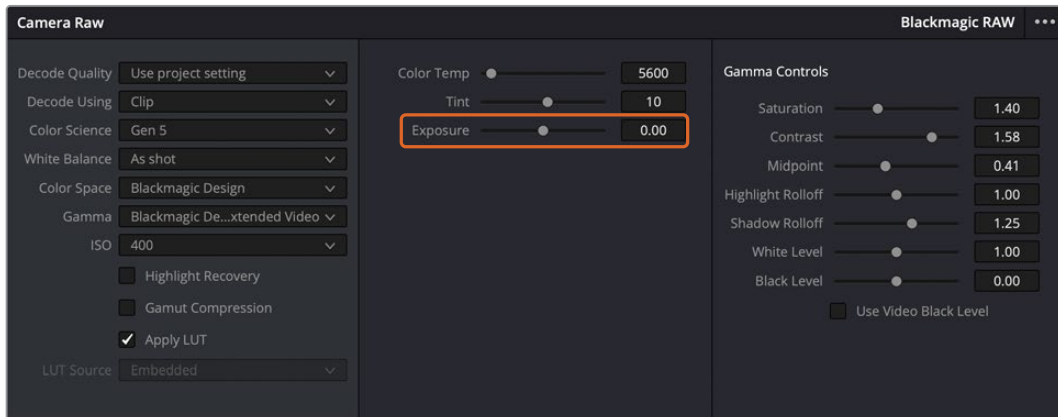 Camera Raw
Blackmagic RAW
Decode Quality Use project setting
Decode Using Clip
Color Science Gen 5
White Balance As shot
Color Space Blackmagic Design
Gamma Blackmagic De...xtended Video
ISO 400
Highlight Recovery
Gamut Compression
Apply LUT
LUT Source Embedded
Color Temp 5600
Tint 10
Exposure 0.00
Gamma Controls
Saturation 1.40
Contrast 1.58
Midpoint 0.41
Highlight Rolloff 1.00
Shadow Rolloff 1.25
White Level 1.00
Black Level 0.00
Use Video Black Level